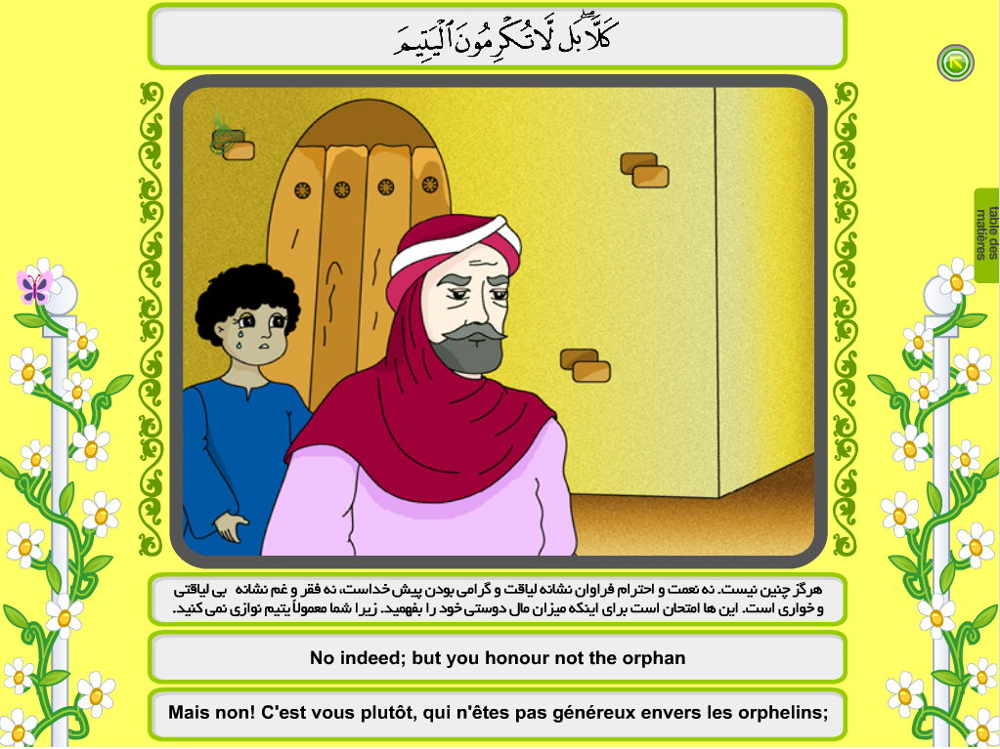 كَلَّا ۖ بَل لَّا تُكْرِمُونَ ٱلْيَتِيمَ
table des
matières
هرگز چنین نیست. نه نعمت و احترام فراوان نشانه لیاقت و گرامی بودن پیش خداست، نه فقر و غم نشانه بی لیاقتی
و خواری است. این ها امتحان است برای اینکه میزان مال دوستی خود را بفهمید. زیرا شما معمولاً یتیم نوازی نمی کنید.
No indeed; but you honour not the orphan
Mais non! C'est vous plutôt, qui n'êtes pas généreux envers les orphelins;